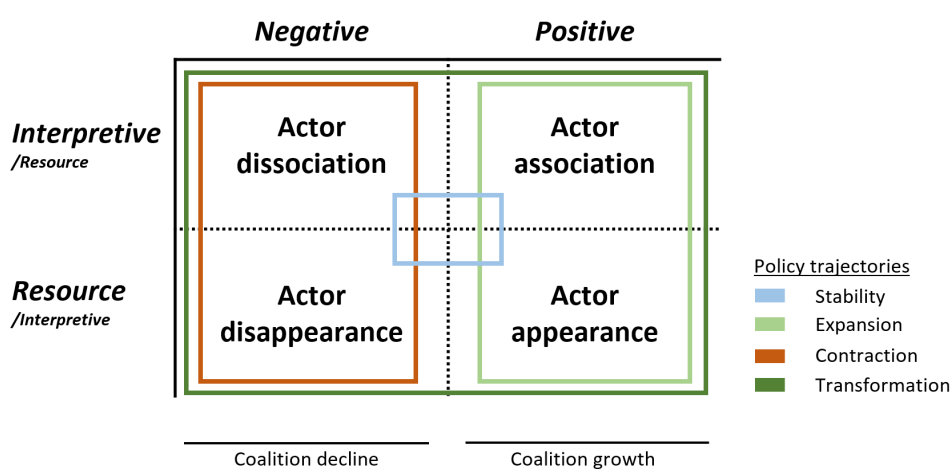 Negative
Positive
Interpretive
/Resource
Actor
dissociation
Actor
association
Resource
/Interpretive
Actor
disappearance
Actor
appearance
Policy trajectories
Stability
Expansion
Contraction
Transformation
Coalition decline
Coalition growth